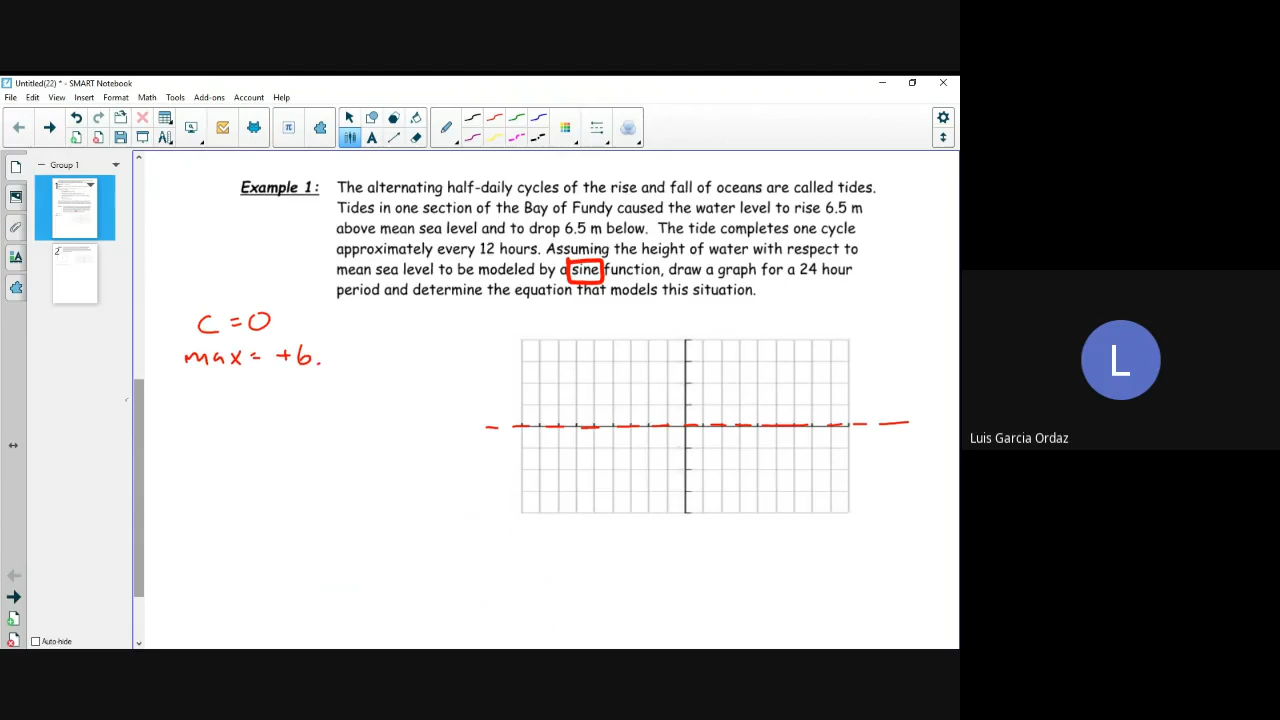 Untitled(22) * - SMART Notebook
File Edit View Insert Format Math Tools Add-ons Account Help
Group 1
Example 1: The alternating half-daily cycles of the rise and fall of oceans are called tides.
Tides in one section of the Bay of Fundy caused the water level to rise 6.5 m
above mean sea level and to drop 6.5 m below. The tide completes one cycle
approximately every 12 hours. Assuming the height of water with respect to
mean sea level to be modeled by a sine function, draw a graph for a 24 hour
period and determine the equation that models this situation.
c = 0
max = +6.
L
Luis Garcia Ordaz
Auto-hide